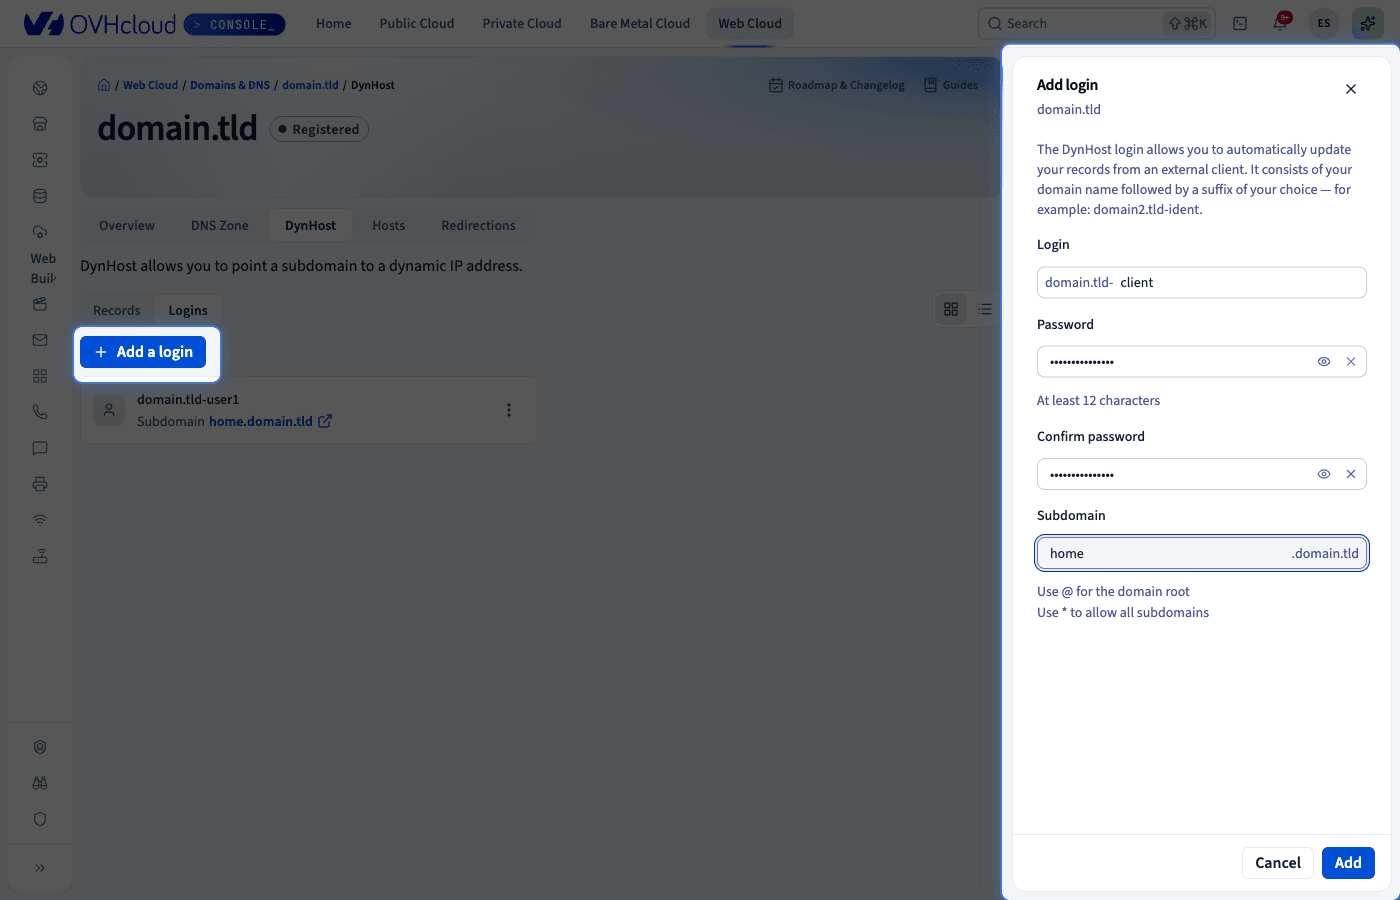 OVHcloud > CONSOLE_
Home Public Cloud Private Cloud Bare Metal Cloud Web Cloud
Search ⇧⌘K
9+
ES
/ Web Cloud / Domains & DNS / domain.tld / DynHost
Roadmap & Changelog Guides
domain.tld Registered
Overview DNS Zone DynHost Hosts Redirections
DynHost allows you to point a subdomain to a dynamic IP address.
Web
Records Logins
+ Add a login
domain.tld-user1
Subdomain home.domain.tld
Add login
domain.tld
The DynHost login allows you to automatically update
your records from an external client. It consists of your
domain name followed by a suffix of your choice — for
example: domain2.tld-ident.
Login
domain.tld- client
Password
•••••••••••••••
At least 12 characters
Confirm password
•••••••••••••••
Subdomain
home .domain.tld
Use @ for the domain root
Use * to allow all subdomains
Cancel Add